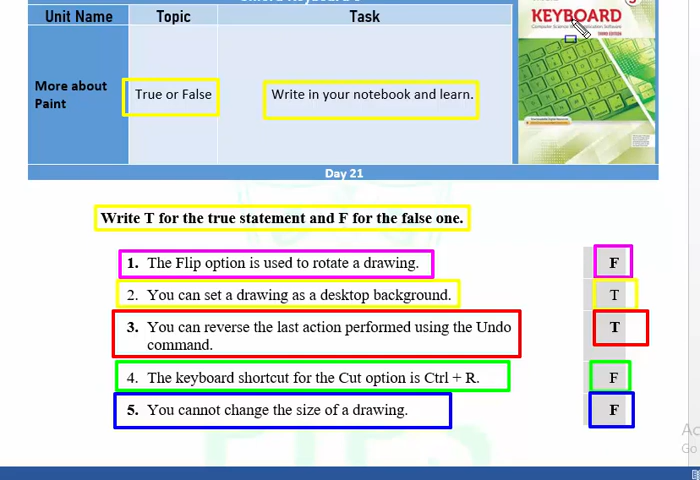 Unit Name Topic Task
KEYBOARD
THIRD EDITION
More about
Paint
True or False
Write in your notebook and learn.
Day 21
Write T for the true statement and F for the false one.
1. The Flip option is used to rotate a drawing. F
2. You can set a drawing as a desktop background. T
3. You can reverse the last action performed using the Undo T
command.
4. The keyboard shortcut for the Cut option is Ctrl + R. F
5. You cannot change the size of a drawing. F
Go